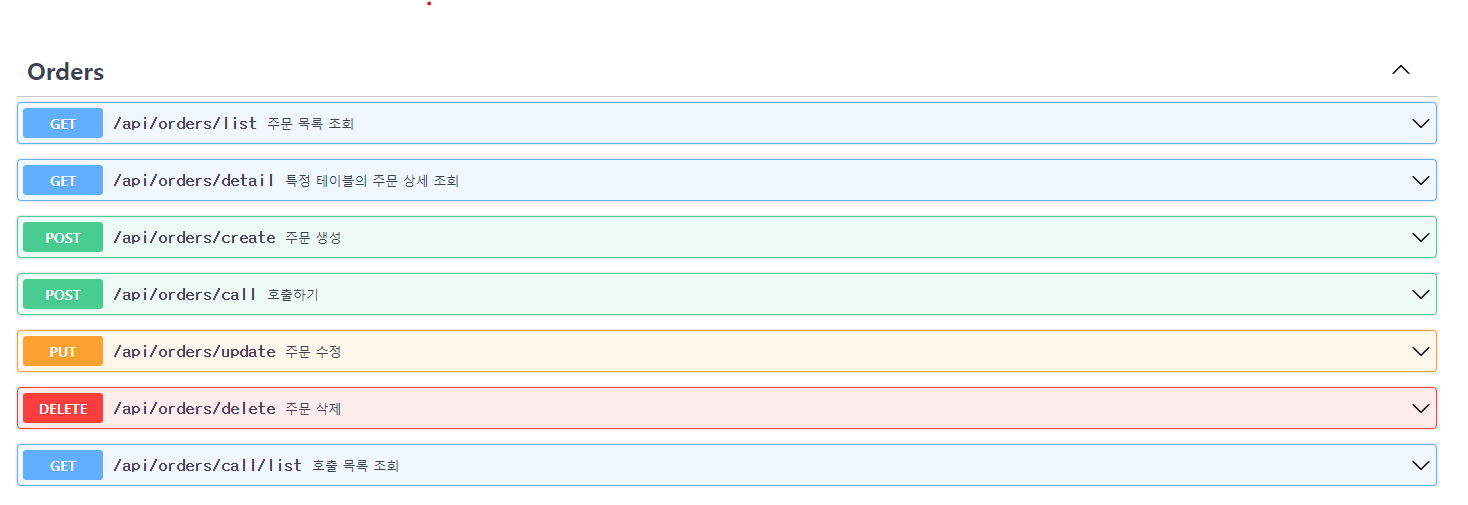 Orders
GET /api/orders/list 주문 목록 조회
GET /api/orders/detail 특정 테이블의 주문 상세 조회
POST /api/orders/create 주문 생성
POST /api/orders/call 호출하기
PUT /api/orders/update 주문 수정
DELETE /api/orders/delete 주문 삭제
GET /api/orders/call/list 호출 목록 조회